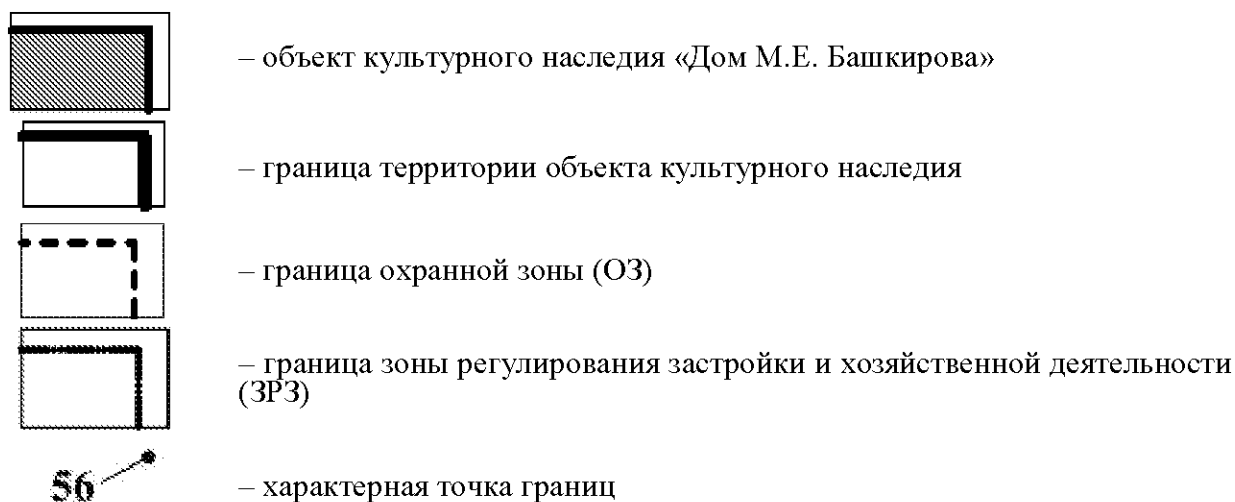 – объект культурного наследия «Дом М.Е. Башкирова»
– граница территории объекта культурного наследия
– граница охранной зоны (ОЗ)
– граница зоны регулирования застройки и хозяйственной деятельности
(ЗРЗ)
56 – характерная точка границ